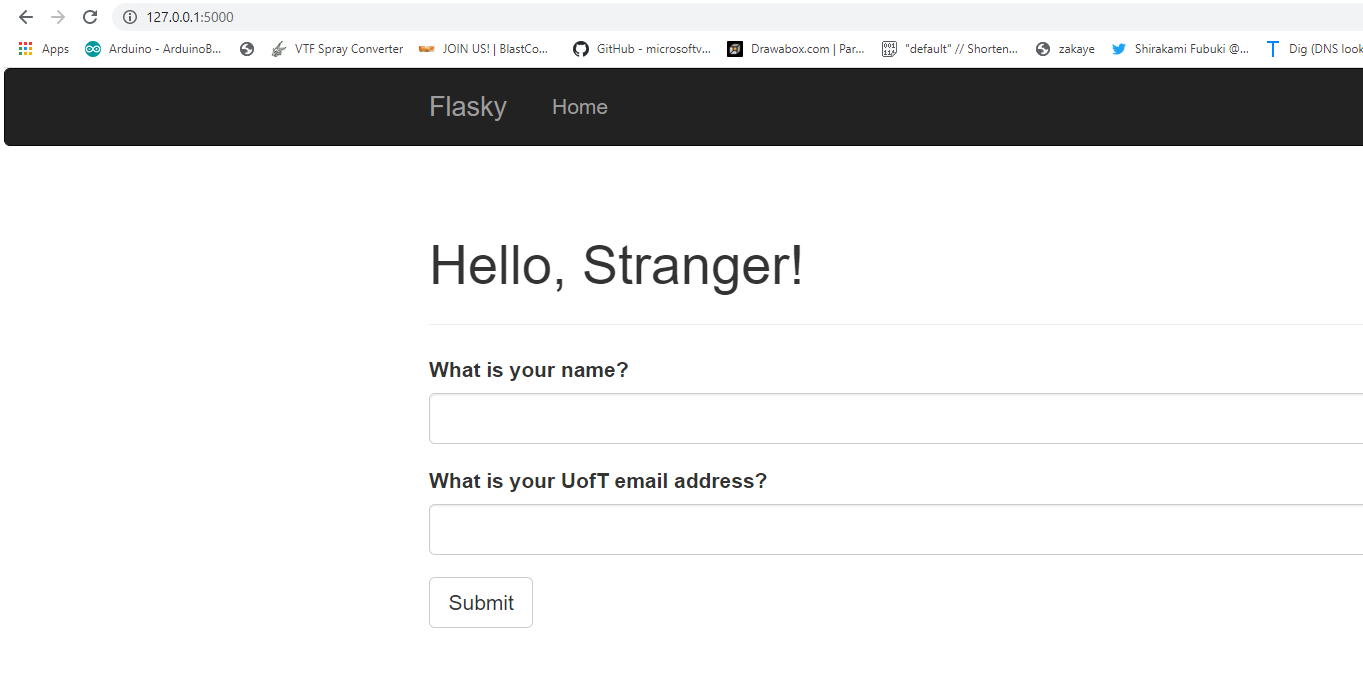 127.0.0.1:5000
Apps Arduino - ArduinoB... VTF Spray Converter JOIN US! | BlastCo... GitHub - microsoftv... Drawabox.com | Par... "default" // Shorten... zakaye Shirakami Fubuki @... Dig (DNS look
Flasky Home
Hello, Stranger!
What is your name?
What is your UofT email address?
Submit